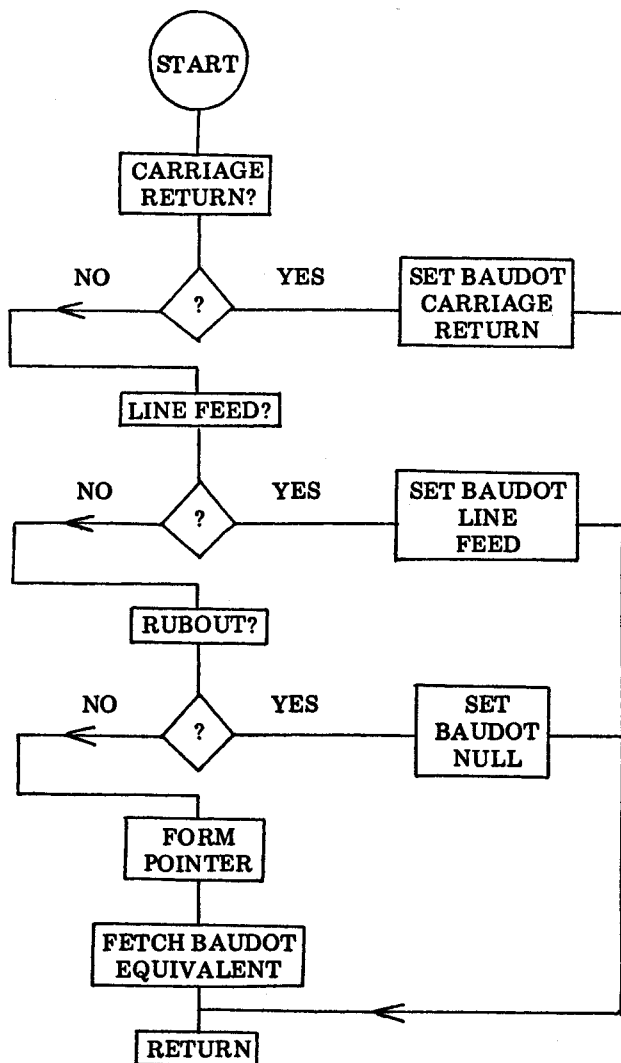 START
CARRIAGE
RETURN?
NO
?
YES
SET BAUDOT
CARRIAGE
RETURN
LINE FEED?
NO
?
YES
SET BAUDOT
LINE
FEED
RUBOUT?
NO
?
YES
SET
BAUDOT
NULL
FORM
POINTER
FETCH BAUDOT
EQUIVALENT
RETURN